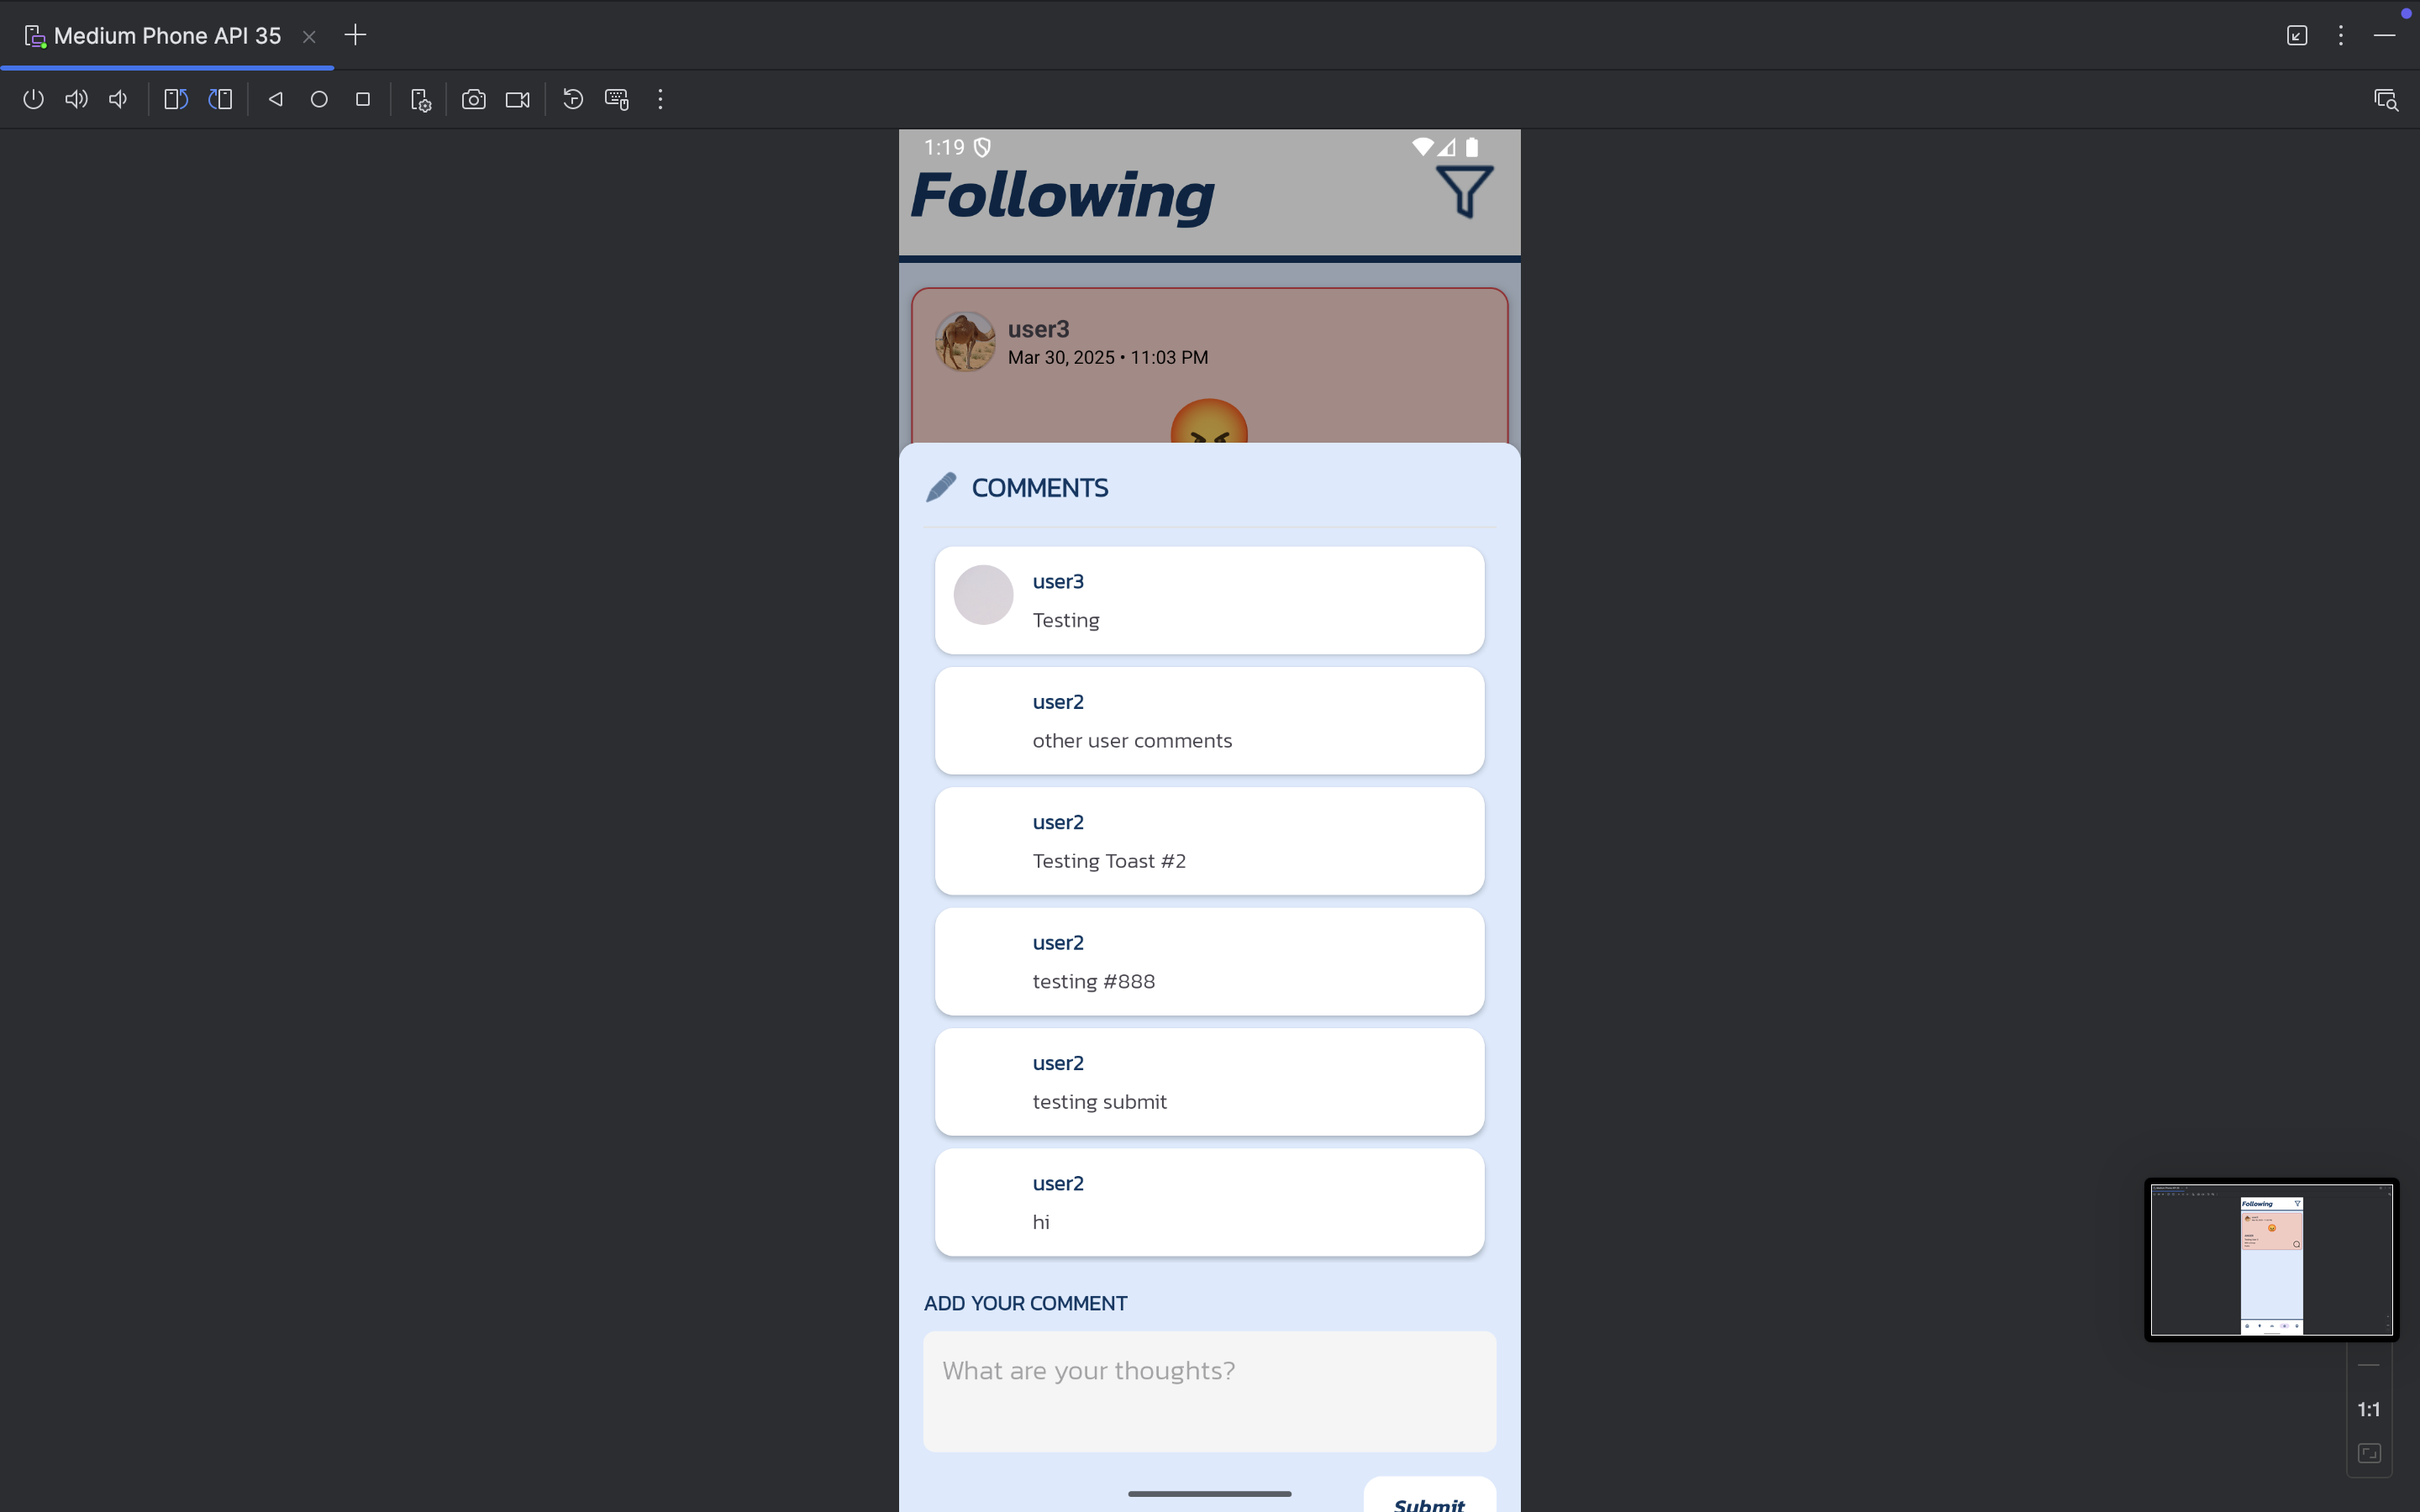 Medium Phone API 35
1:19
Following
user3
Mar 30, 2025 • 11:03 PM
COMMENTS
user3
Testing
user2
other user comments
user2
Testing Toast #2
user2
testing #888
user2
testing submit
user2
hi
ADD YOUR COMMENT
What are your thoughts?
Submit
Following
1:1